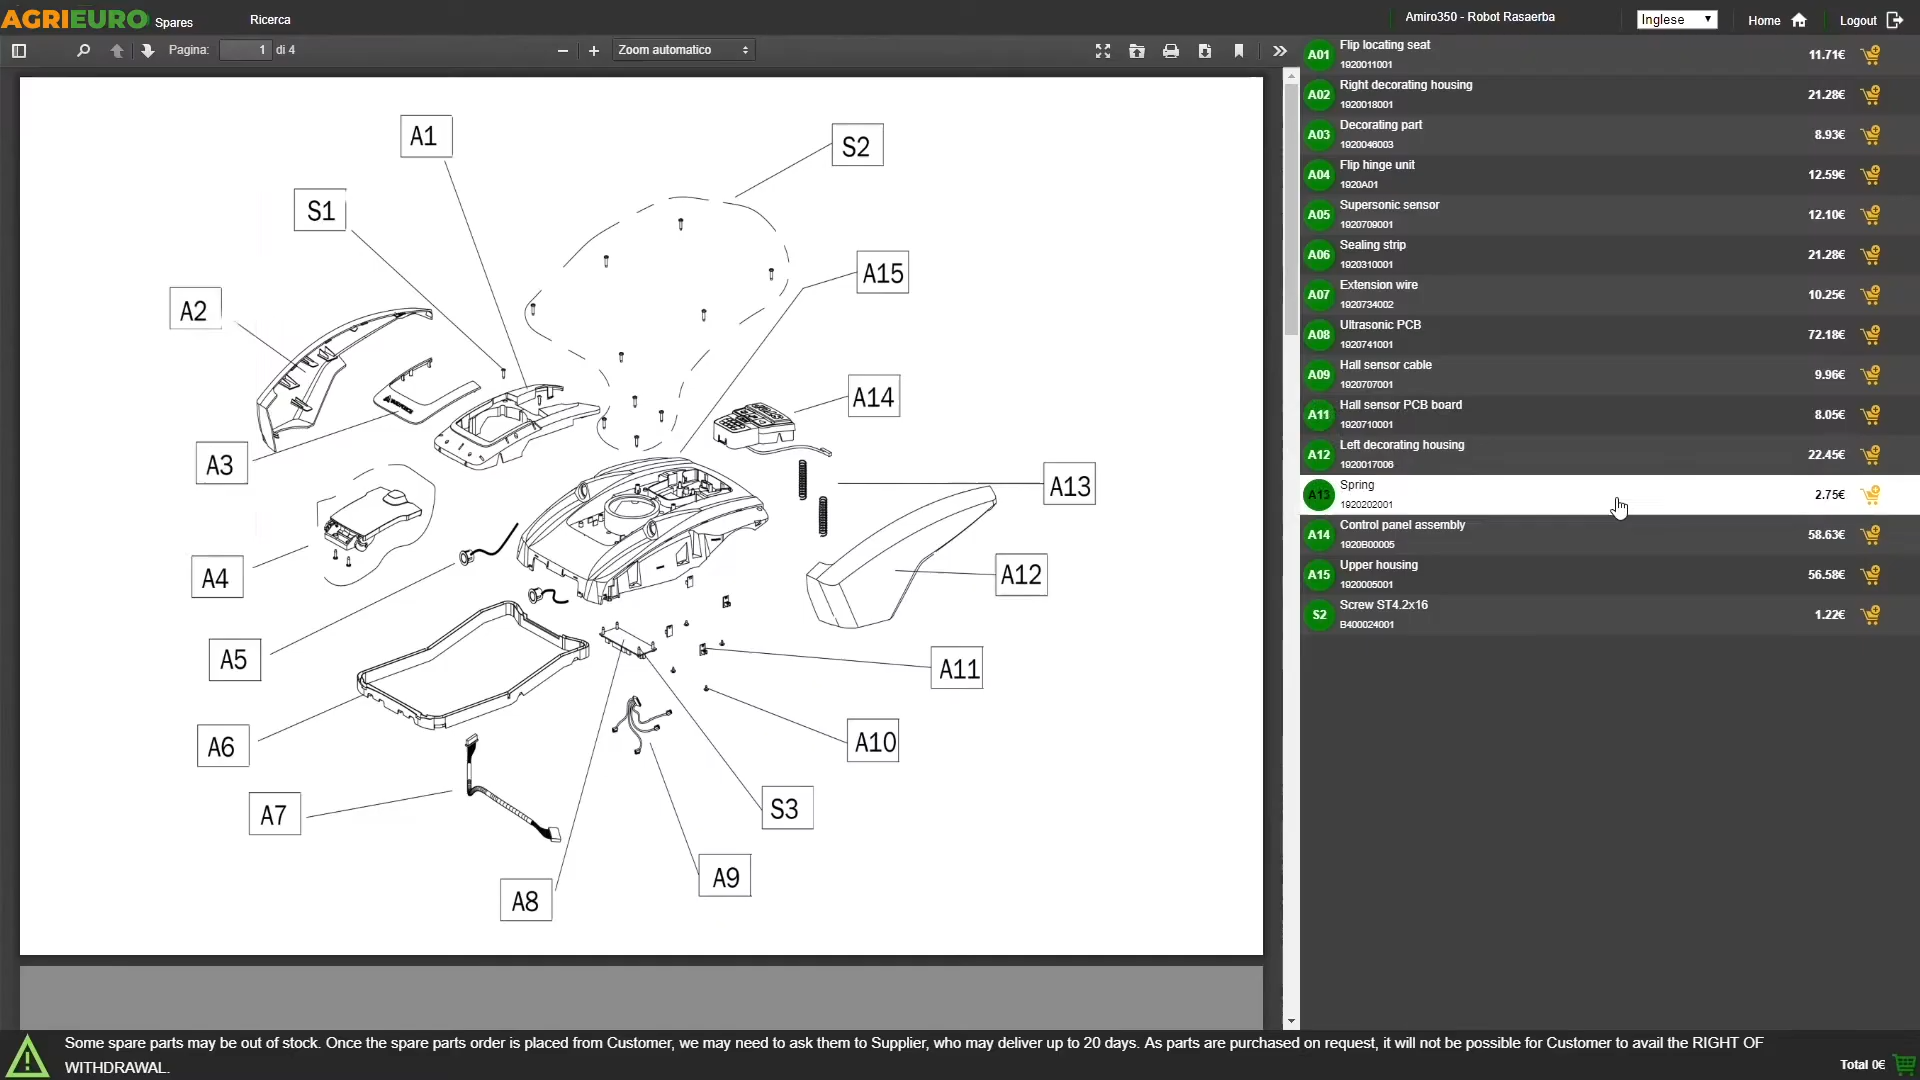 AGRIEURO Spares
Ricerca
Amiro350 - Robot Rasaerba
Inglese
Home
Logout
Pagina: 1 di 4
Zoom automatico
A1
S2
S1
A15
A2
A14
A3
A13
A4
A12
A5
A11
A6
A10
A7
S3
A9
A8
A01 Flip locating seat 11.71€
1920011001
A02 Right decorating housing 21.28€
1920018001
A03 Decorating part 8.93€
1920046003
A04 Flip hinge unit 12.59€
1920A01
A05 Supersonic sensor 12.10€
1920709001
A06 Sealing strip 21.28€
1920310001
A07 Extension wire 10.25€
1920734002
A08 Ultrasonic PCB 72.18€
1920741001
A09 Hall sensor cable 9.96€
1920707001
A11 Hall sensor PCB board 8.05€
1920710001
A12 Left decorating housing 22.45€
1920017006
A13 Spring 2.75€
1920202001
A14 Control panel assembly 58.63€
1920B00005
A15 Upper housing 56.58€
1920005001
S2 Screw ST4.2x16 1.22€
B400024001
Some spare parts may be out of stock. Once the spare parts order is placed from Customer, we may need to ask them to Supplier, who may deliver up to 20 days. As parts are purchased on request, it will not be possible for Customer to avail the RIGHT OF
WITHDRAWAL.
Total 0€